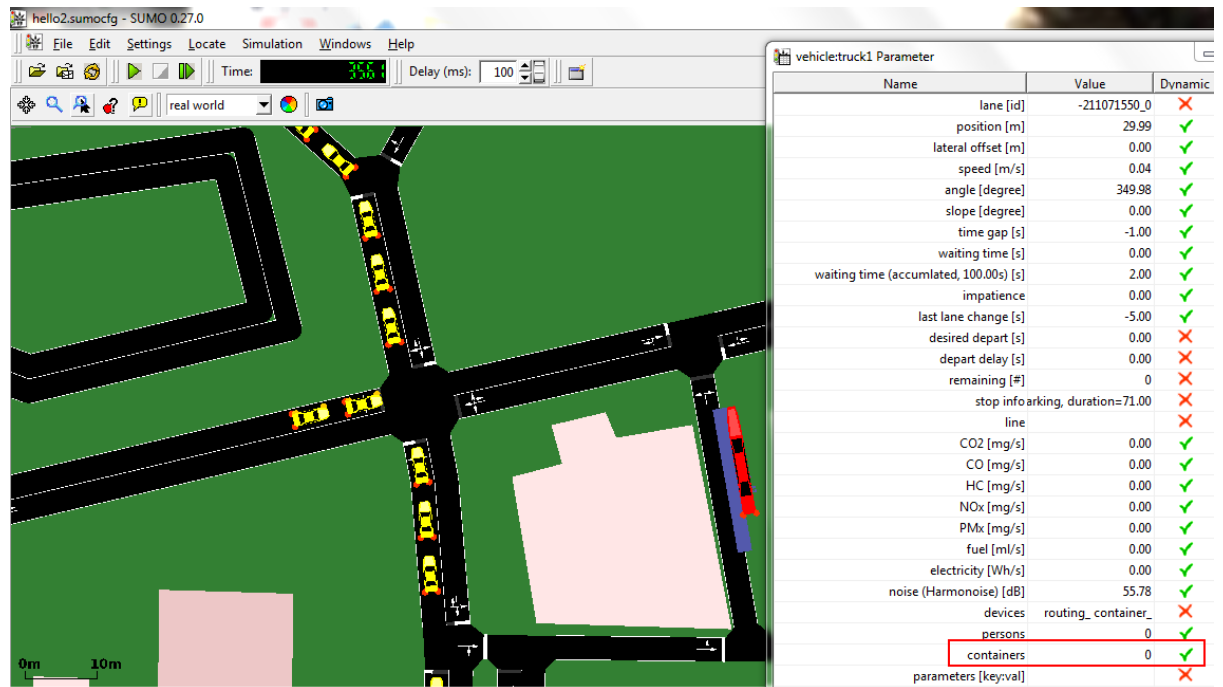 hello2.sumocfg - SUMO 0.27.0
File Edit Settings Locate Simulation Windows Help
Time: 3561 Delay (ms): 100
real world
vehicle:truck1 Parameter
Name Value Dynamic
lane [id] -211071550_0
position [m] 29.99
lateral offset [m] 0.00
speed [m/s] 0.04
angle [degree] 349.98
slope [degree] 0.00
time gap [s] -1.00
waiting time [s] 0.00
waiting time (accumlated, 100.00s) [s] 2.00
impatience 0.00
last lane change [s] -5.00
desired depart [s] 0.00
depart delay [s] 0.00
remaining [#] 0
stop info arking, duration=71.00
line
CO2 [mg/s] 0.00
CO [mg/s] 0.00
HC [mg/s] 0.00
NOx [mg/s] 0.00
PMx [mg/s] 0.00
fuel [ml/s] 0.00
electricity [Wh/s] 0.00
noise (Harmonoise) [dB] 55.78
devices routing_ container_
persons 0
containers 0
parameters [key:val]
0m 10m